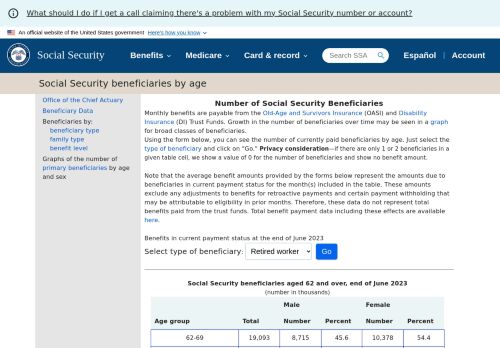 What should I do if I get a call claiming there's a problem with my Social Security number or account?
An official website of the United States government Here's how you know
Social Security
Benefits Medicare Card & record Search SSA Español | Account
Social Security beneficiaries by age
Office of the Chief Actuary
Beneficiary Data
Beneficiaries by:
beneficiary type
family type
benefit level
Graphs of the number of
primary beneficiaries by age
and sex
Number of Social Security Beneficiaries
Monthly benefits are payable from the Old-Age and Survivors Insurance (OASI) and Disability
Insurance (DI) Trust Funds. Growth in the number of beneficiaries over time may be seen in a graph
for broad classes of beneficiaries.
Using the form below, you can see the number of currently paid beneficiaries by age. Just select the
type of beneficiary and click on "Go." Privacy consideration—If there are only 1 or 2 beneficiaries in a
given table cell, we show a value of 0 for the number of beneficiaries and show no benefit amount.
Note that the average benefit amounts provided by the forms below represent the amounts due to
beneficiaries in current payment status for the month(s) included in the table. These amounts
exclude any adjustments to benefits for retroactive payments and certain payment withholding that
may be attributable to eligibility in prior months. Therefore, these data do not represent total
benefits paid from the trust funds. Total benefit payment data including these effects are available
here.
Benefits in current payment status at the end of June 2023
Select type of beneficiary: Retired worker Go
Social Security beneficiaries aged 62 and over, end of June 2023
(number in thousands)
Male Female
Age group Total Number Percent Number Percent
62-69 19,093 8,715 45.6 10,378 54.4